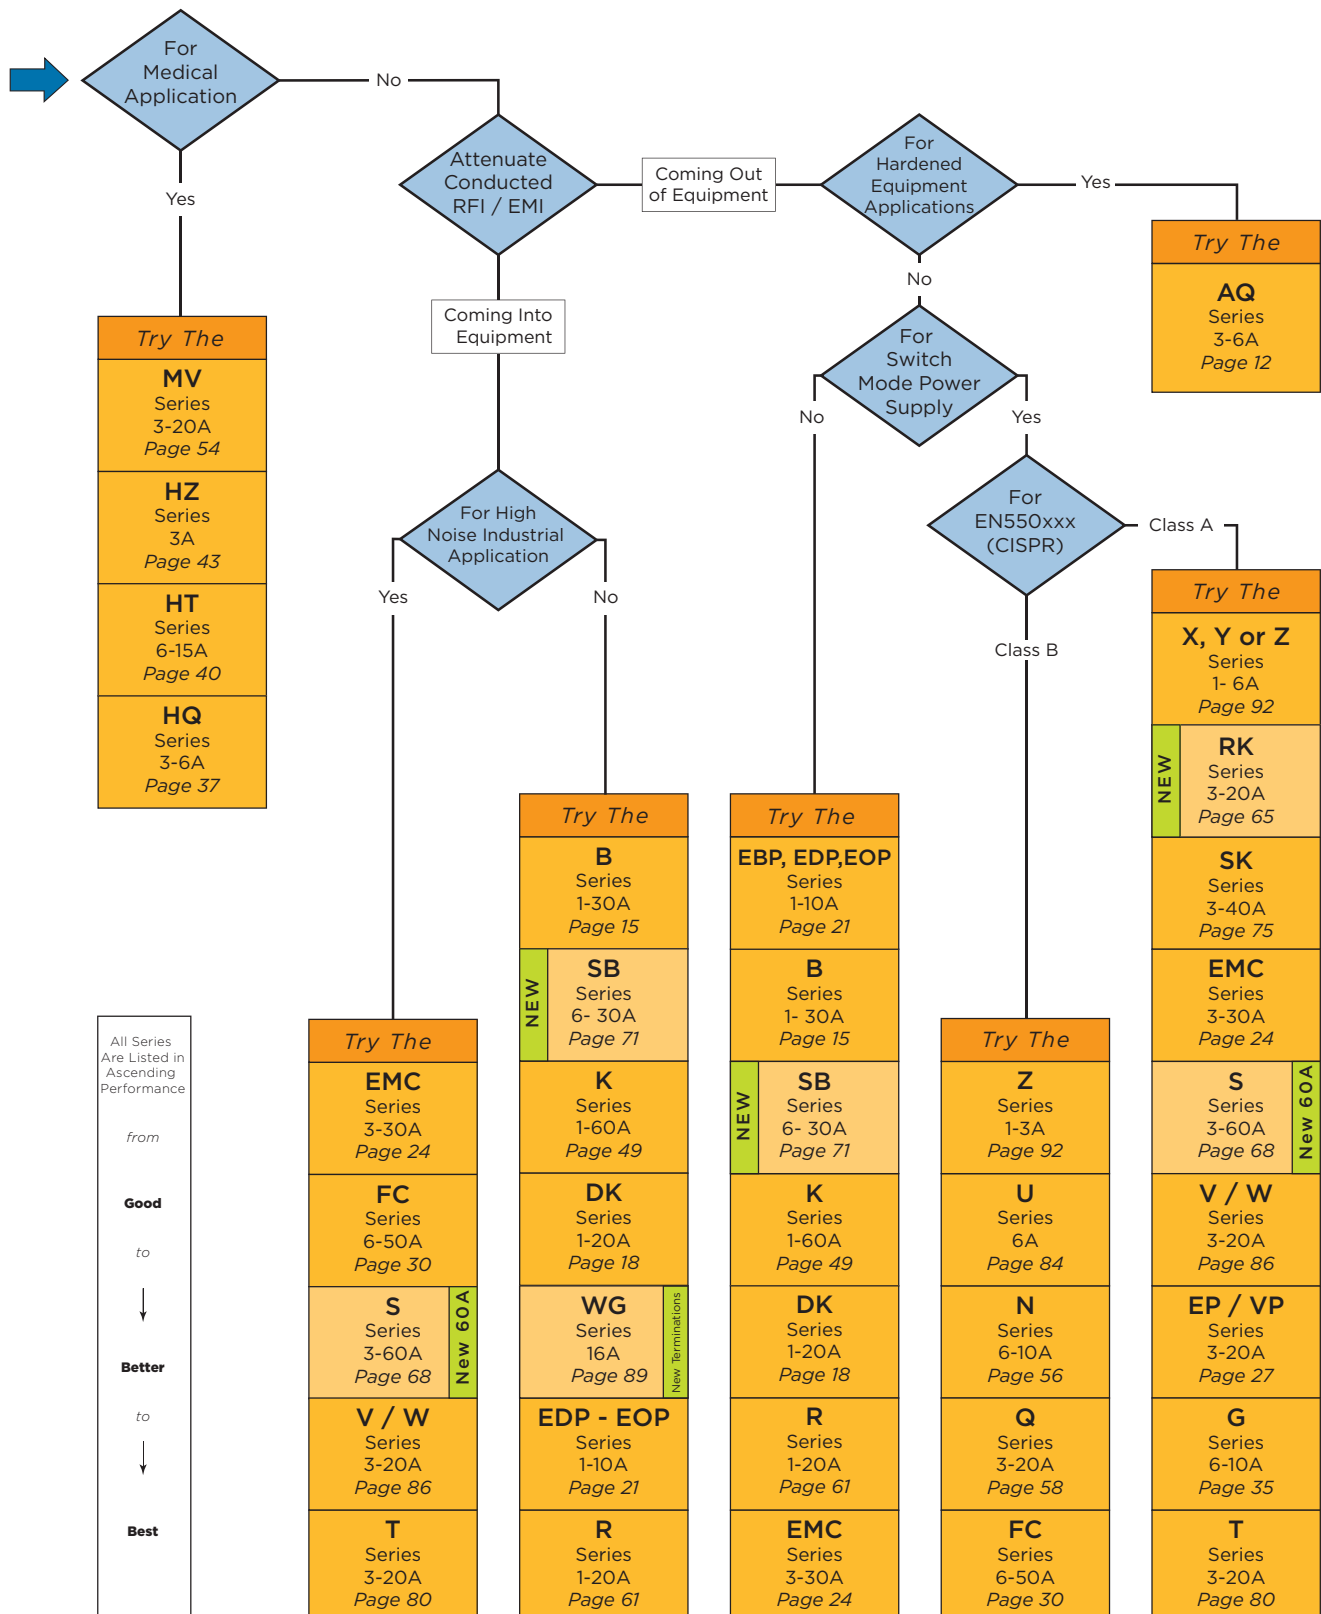 For
Medical
Application
No
Yes
Attenuate
Conducted
RFI / EMI
Coming Out
of Equipment
For
Hardened
Equipment
Applications
Yes
Try The
AQ
Series
3-6A
Page 12
No
Coming Into
Equipment
For
Switch
Mode Power
Supply
No
Yes
For
EN550xxx
(CISPR)
Class A
Class B
For High
Noise Industrial
Application
Yes
No
Try The
MV
Series
3-20A
Page 54
HZ
Series
3A
Page 43
HT
Series
6-15A
Page 40
HQ
Series
3-6A
Page 37
All Series
Are Listed in
Ascending
Performance
from
Good
to
Better
to
Best
Try The
EMC
Series
3-30A
Page 24
FC
Series
6-50A
Page 30
S
Series
3-60A
Page 68
New 60A
V / W
Series
3-20A
Page 86
T
Series
3-20A
Page 80
Try The
B
Series
1-30A
Page 15
NEW
SB
Series
6- 30A
Page 71
K
Series
1-60A
Page 49
DK
Series
1-20A
Page 18
WG
Series
16A
Page 89
New Terminations
EDP - EOP
Series
1-10A
Page 21
R
Series
1-20A
Page 61
Try The
EBP, EDP,EOP
Series
1-10A
Page 21
B
Series
1- 30A
Page 15
NEW
SB
Series
6- 30A
Page 71
K
Series
1-60A
Page 49
DK
Series
1-20A
Page 18
R
Series
1-20A
Page 61
EMC
Series
3-30A
Page 24
Try The
Z
Series
1-3A
Page 92
U
Series
6A
Page 84
N
Series
6-10A
Page 56
Q
Series
3-20A
Page 58
FC
Series
6-50A
Page 30
Try The
X, Y or Z
Series
1- 6A
Page 92
NEW
RK
Series
3-20A
Page 65
SK
Series
3-40A
Page 75
EMC
Series
3-30A
Page 24
S
Series
3-60A
Page 68
New 60A
V / W
Series
3-20A
Page 86
EP / VP
Series
3-20A
Page 27
G
Series
6-10A
Page 35
T
Series
3-20A
Page 80